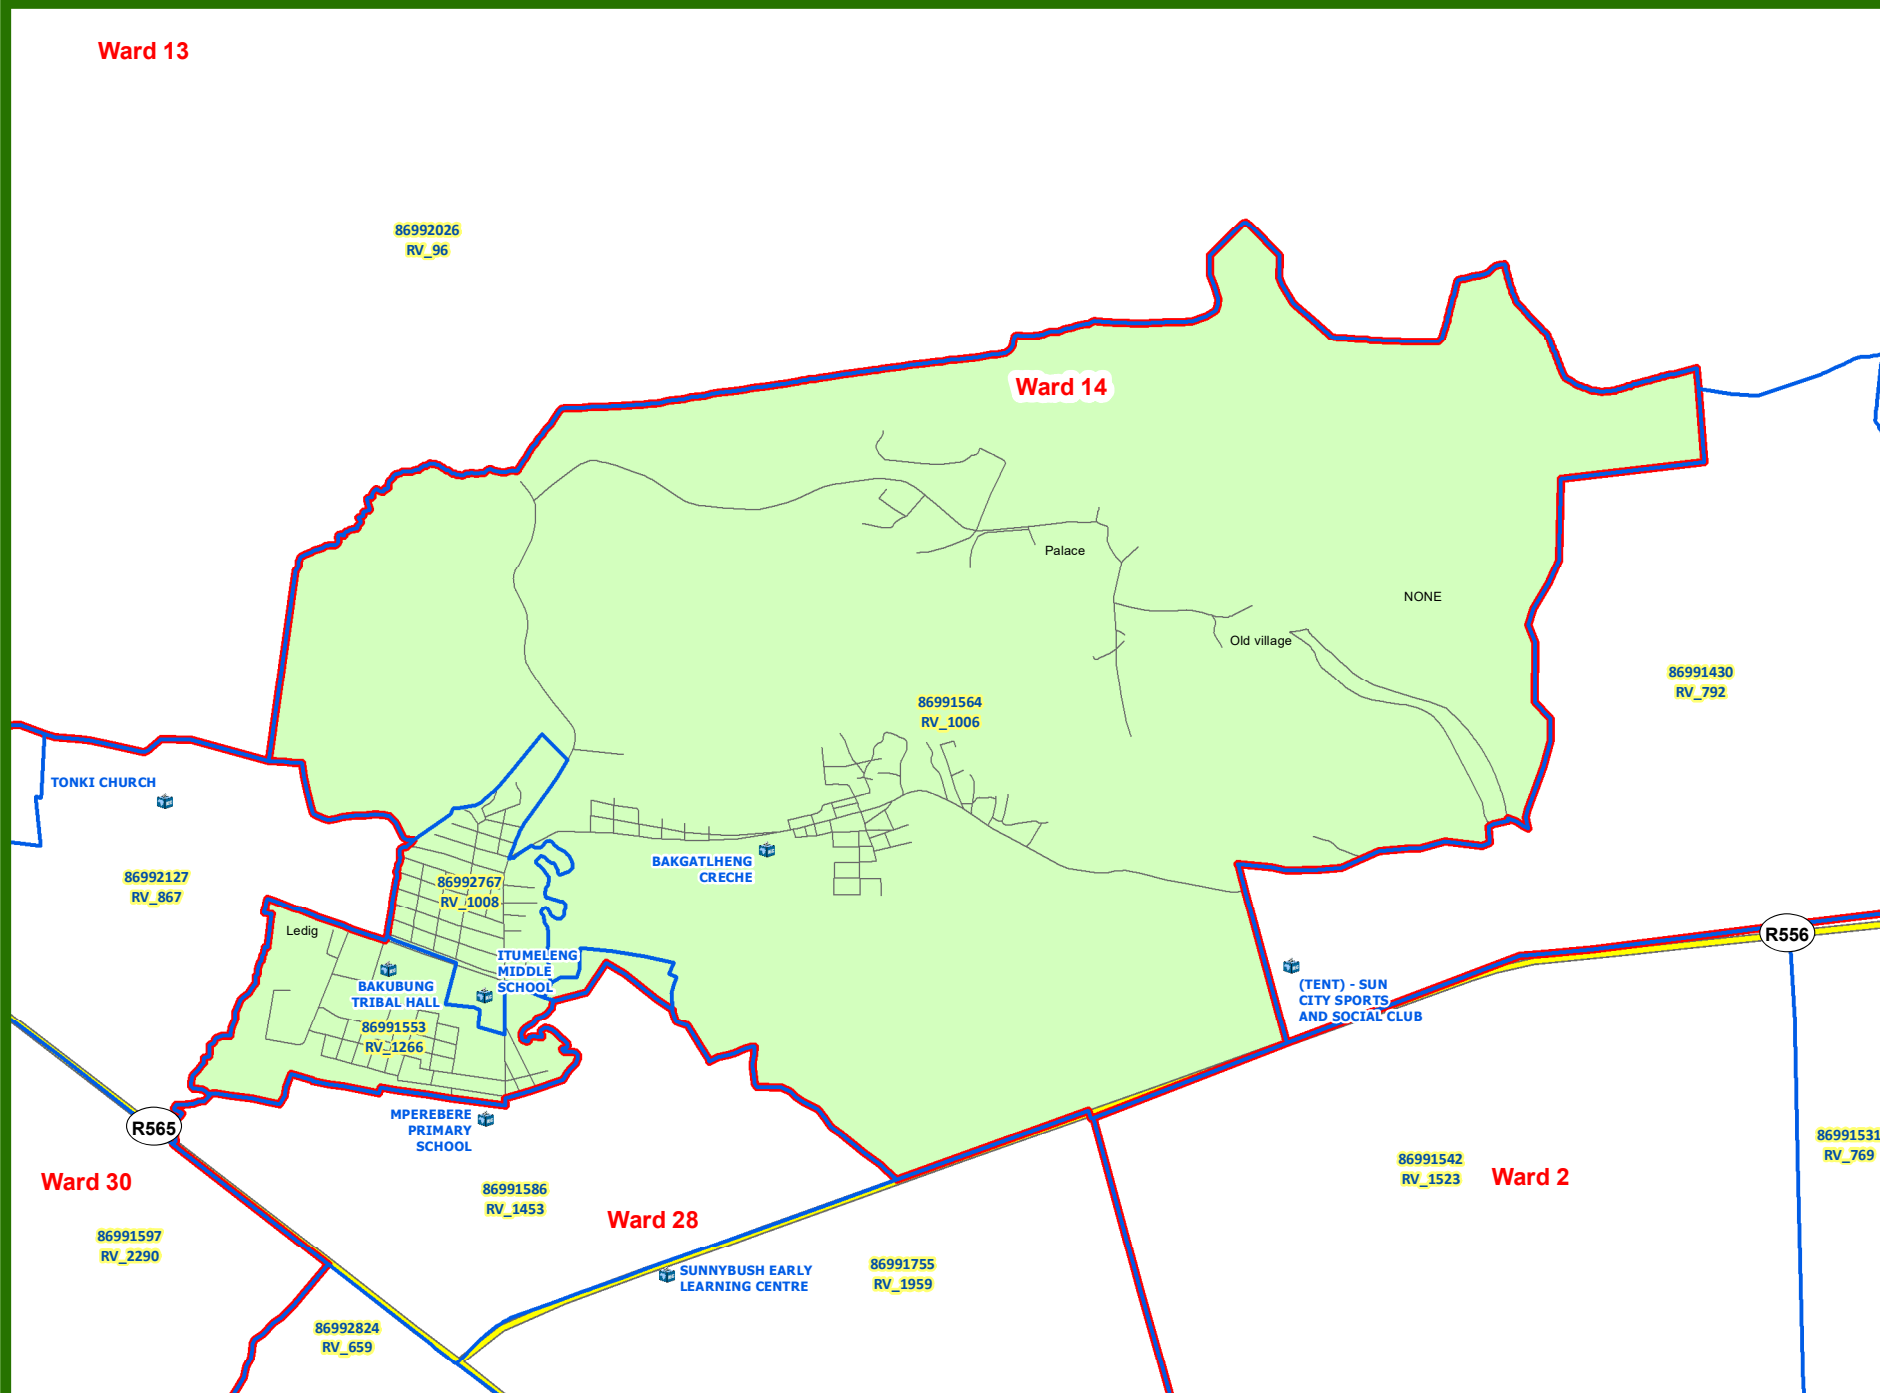 Ward 13
86992026
RV_96
Ward 14
Palace
NONE
Old village
86991430
RV_792
86991564
RV_1006
TONKI CHURCH
BAKGATLHENG
CRECHE
86992127
RV_867
86992767
RV_1008
Ledig
R556
ITUMELENG
MIDDLE
SCHOOL
BAKUBUNG
TRIBAL HALL
(TENT) - SUN
CITY SPORTS
AND SOCIAL CLUB
86991553
RV_1266
MPEREBERE
PRIMARY
SCHOOL
R565
86991531
RV_769
86991542
RV_1523
Ward 2
Ward 30
86991586
RV_1453
Ward 28
86991597
RV_2290
SUNNYBUSH EARLY
LEARNING CENTRE
86991755
RV_1959
86992824
RV_659